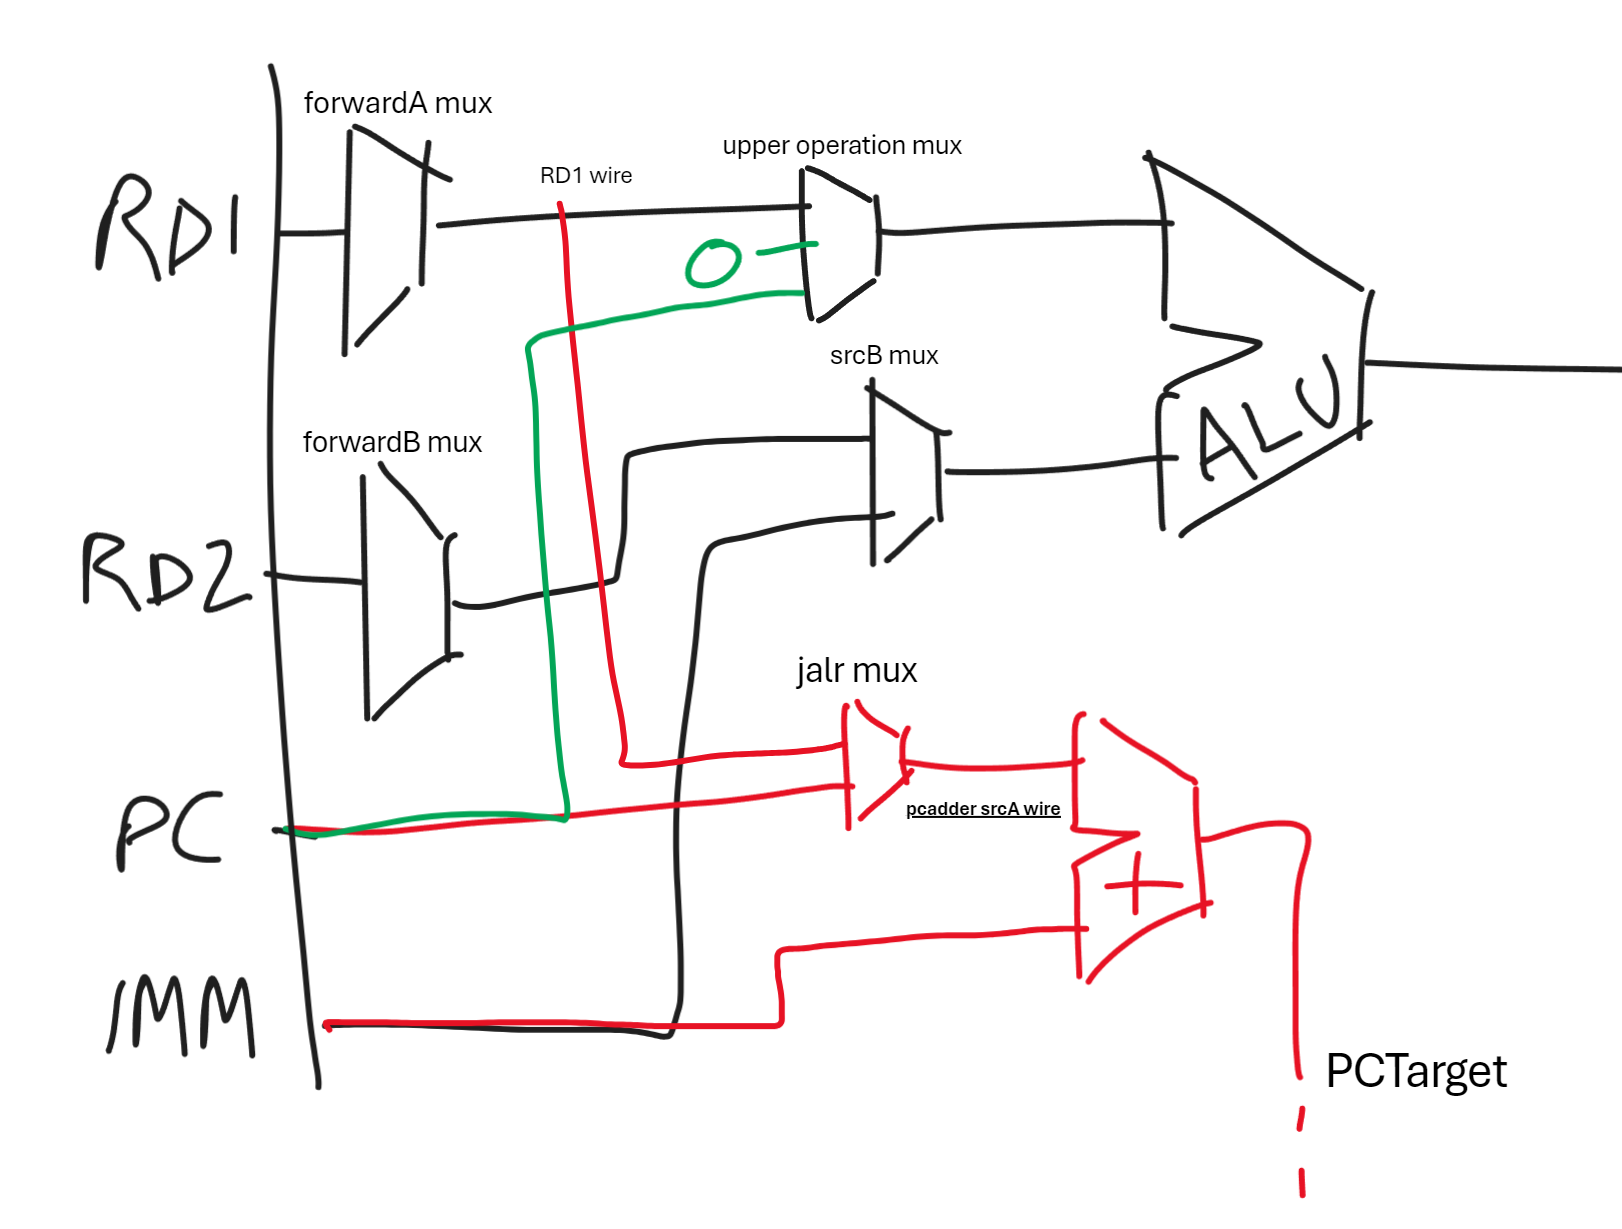 forwardA mux
upper operation mux
RD1 wire
RD1
0
srcB mux
ALU
forwardB mux
RD2
jalr mux
pcadder srcA wire
PC
+
IMM
PCTarget